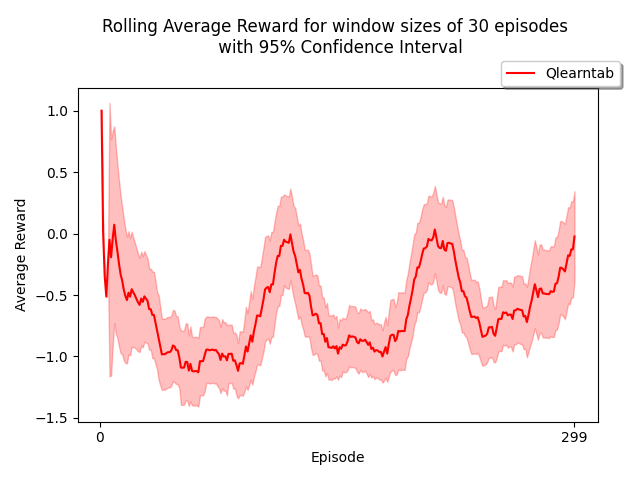 Rolling Average Reward for window sizes of 30 episodes
with 95% Confidence Interval
Qlearntab
1.0
0.5
0.0
−0.5
−1.0
−1.5
Average Reward
0
299
Episode